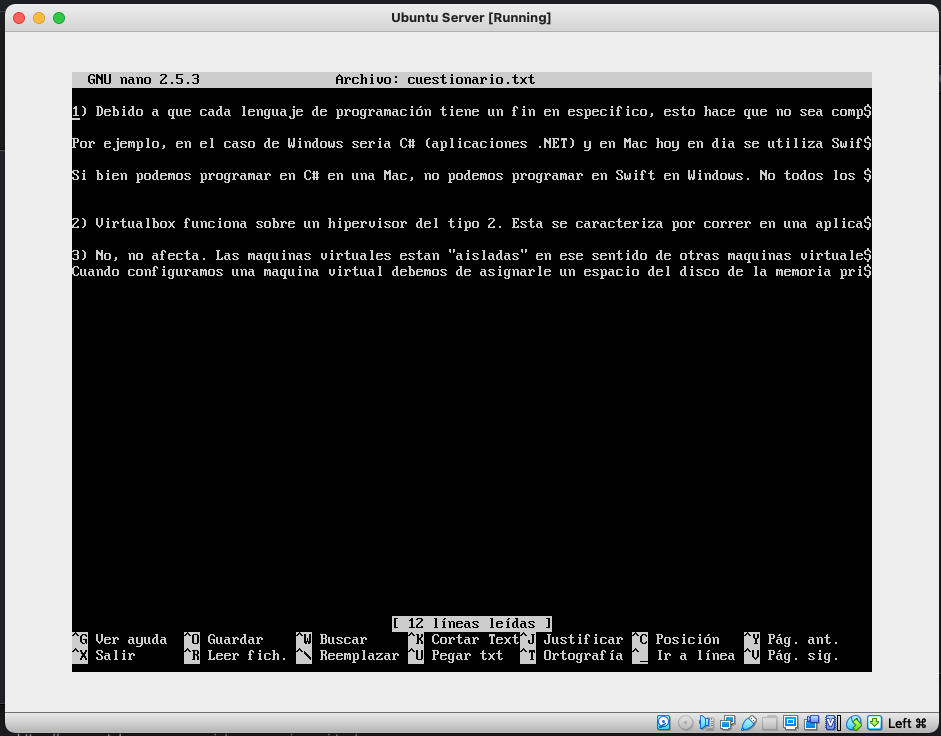 Ubuntu Server [Running]
GNU nano 2.5.3 Archivo: cuestionario.txt
1) Debido a que cada lenguaje de programación tiene un fin en especifico, esto hace que no sea comp$
Por ejemplo, en el caso de Windows seria C# (aplicaciones .NET) y en Mac hoy en dia se utiliza Swif$
Si bien podemos programar en C# en una Mac, no podemos programar en Swift en Windows. No todos los $
2) Virtualbox funciona sobre un hipervisor del tipo 2. Esta se caracteriza por correr en una aplica$
3) No, no afecta. Las maquinas virtuales estan "aisladas" en ese sentido de otras maquinas virtuale$
Cuando configuramos una maquina virtual debemos de asignarle un espacio del disco de la memoria pri$
[ 12 líneas leídas ]
^G Ver ayuda ^O Guardar ^W Buscar ^K Cortar Text ^J Justificar ^C Posición ^Y Pág. ant.
^X Salir ^R Leer fich. ^\ Reemplazar ^U Pegar txt ^T Ortografía ^_ Ir a línea ^V Pág. sig.
Left ⌘